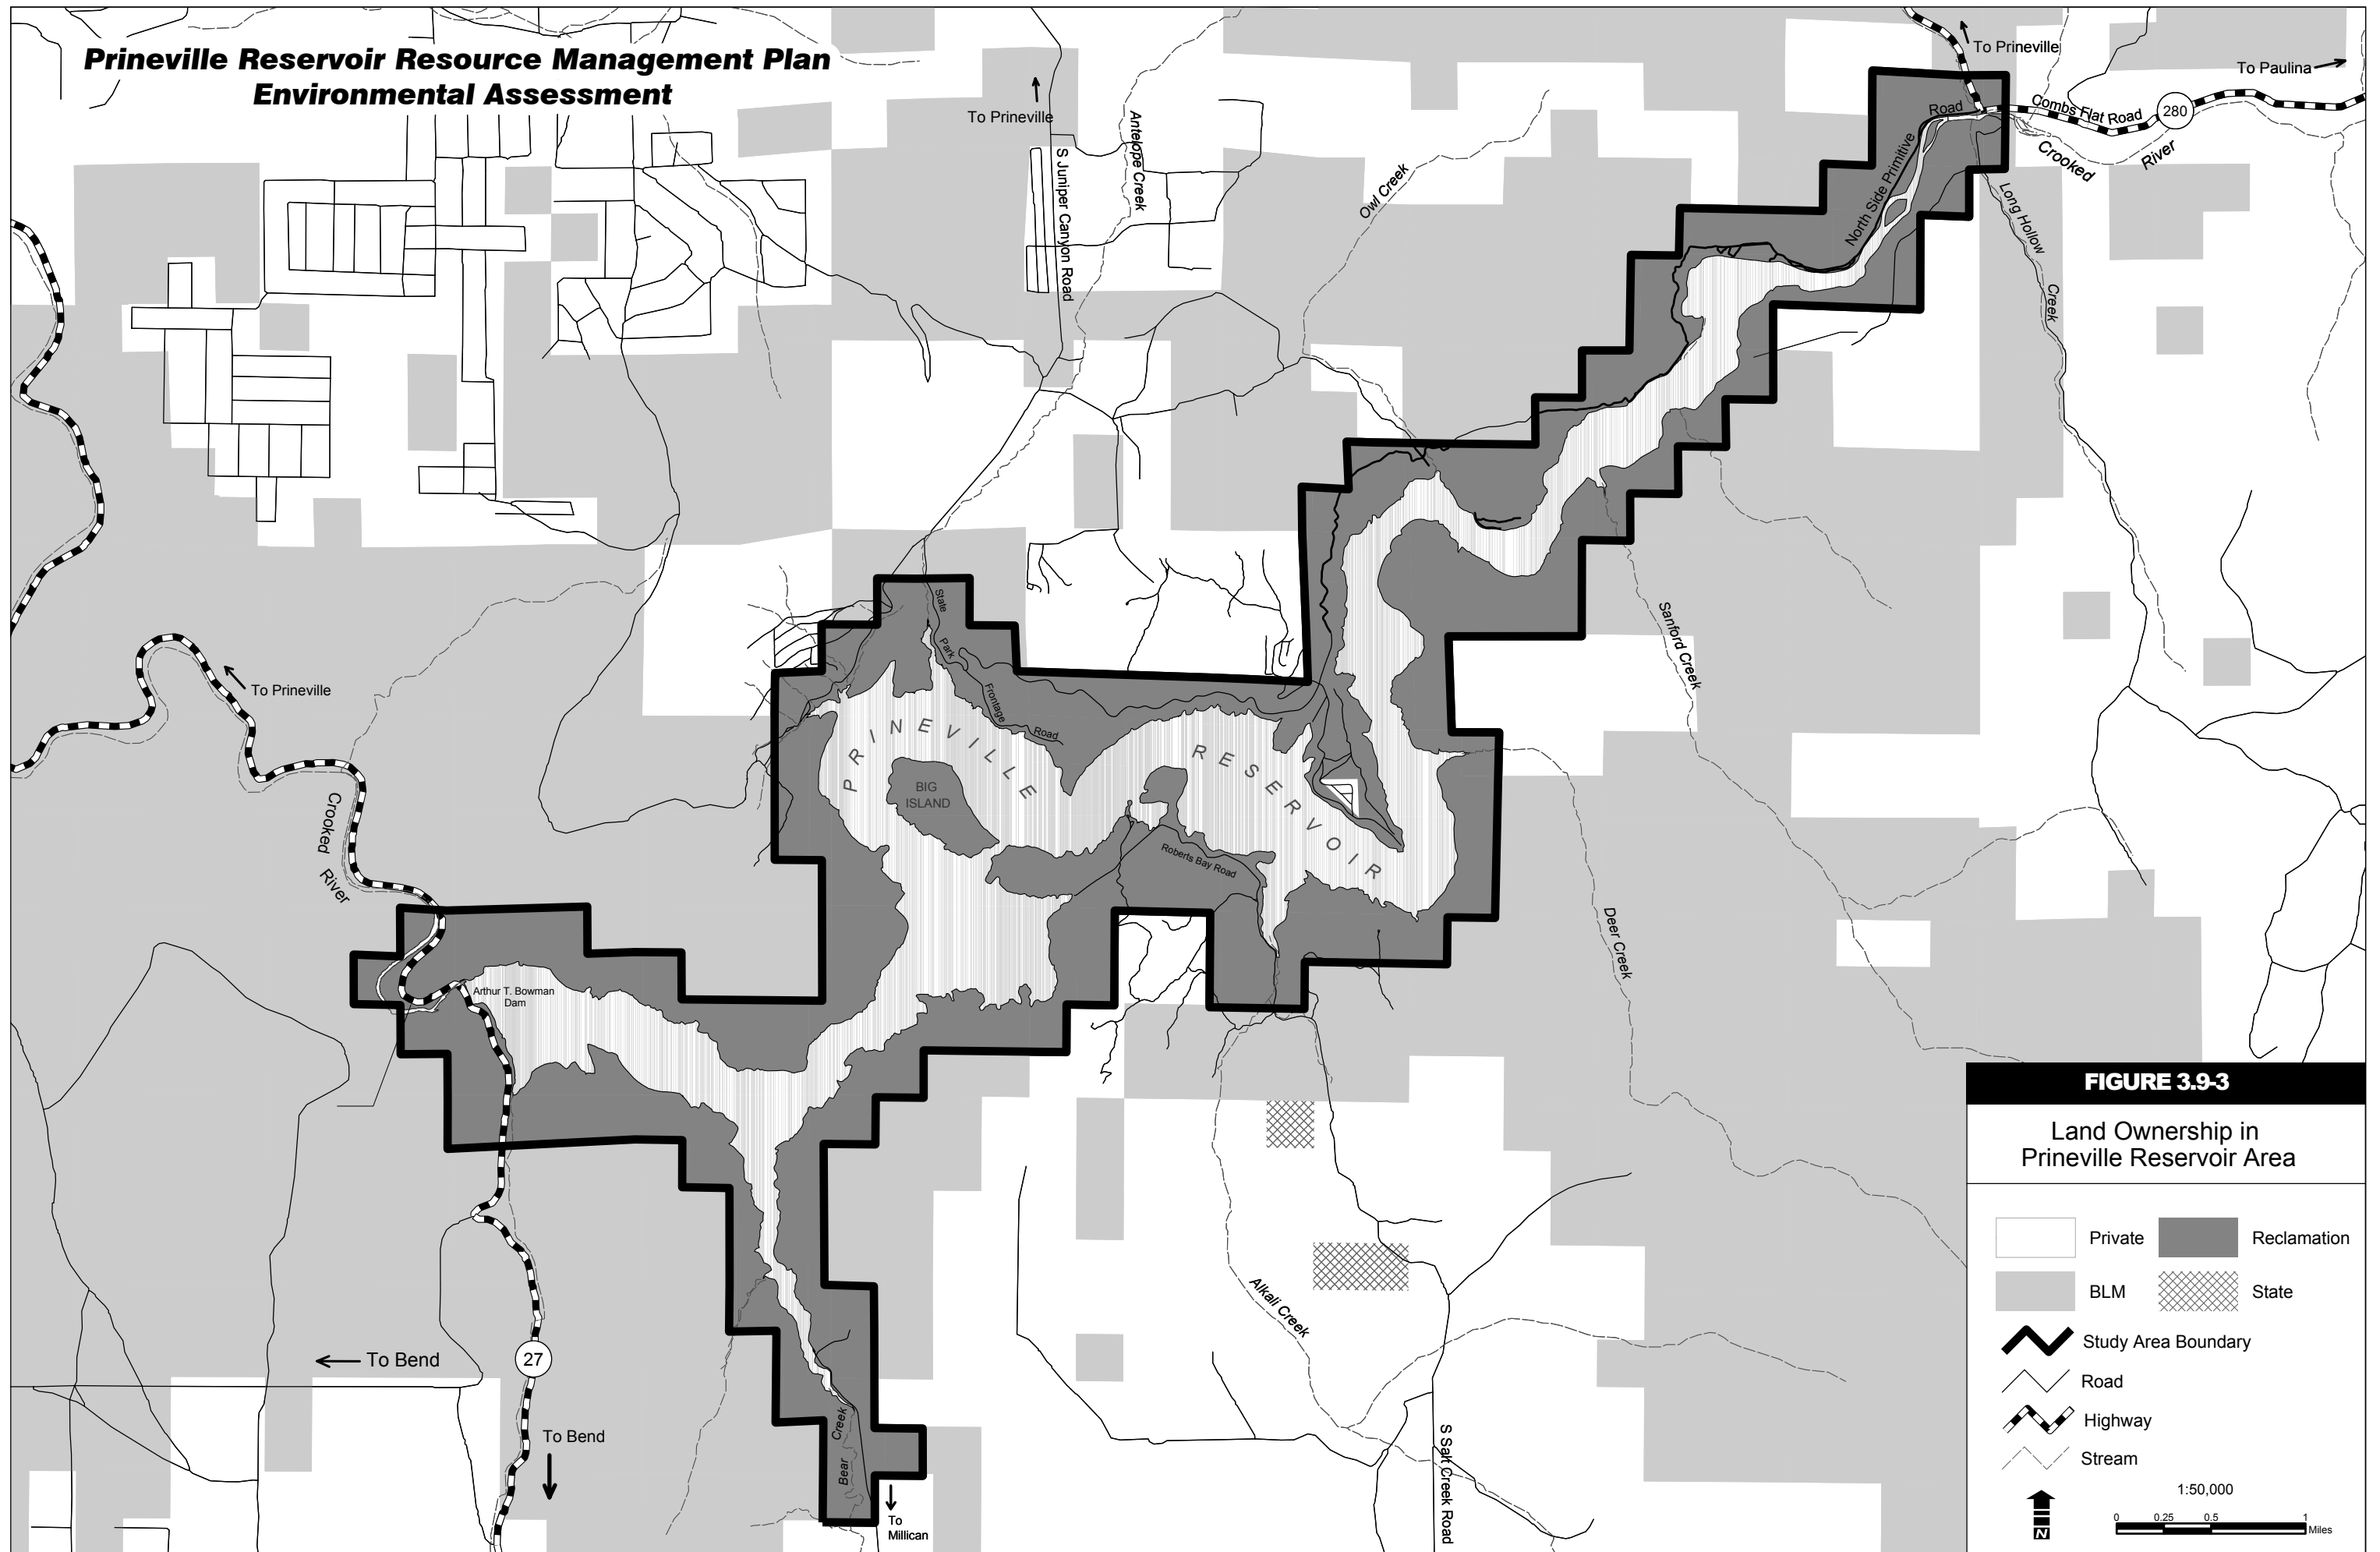 Prineville Reservoir Resource Management Plan
Environmental Assessment
To Prineville
To Paulina
To Prineville
Combs Flat Road
280
Road
North Side Primitive
Crooked
River
Long Hollow
Creek
S Juniper Canyon Road
Antelope Creek
Owl Creek
To Prineville
Crooked
River
State
Park
Frontage
Road
Sanford Creek
PRINEVILLE
RESERVOIR
BIG
ISLAND
Roberts Bay Road
Deer Creek
Arthur T. Bowman
Dam
Alkali Creek
To Bend
27
To Bend
Bear
Creek
To
Millican
S Salt Creek Road
FIGURE 3.9-3
Land Ownership in
Prineville Reservoir Area
Private
Reclamation
BLM
State
Study Area Boundary
Road
Highway
Stream
N
1:50,000
0 0.25 0.5 1
Miles